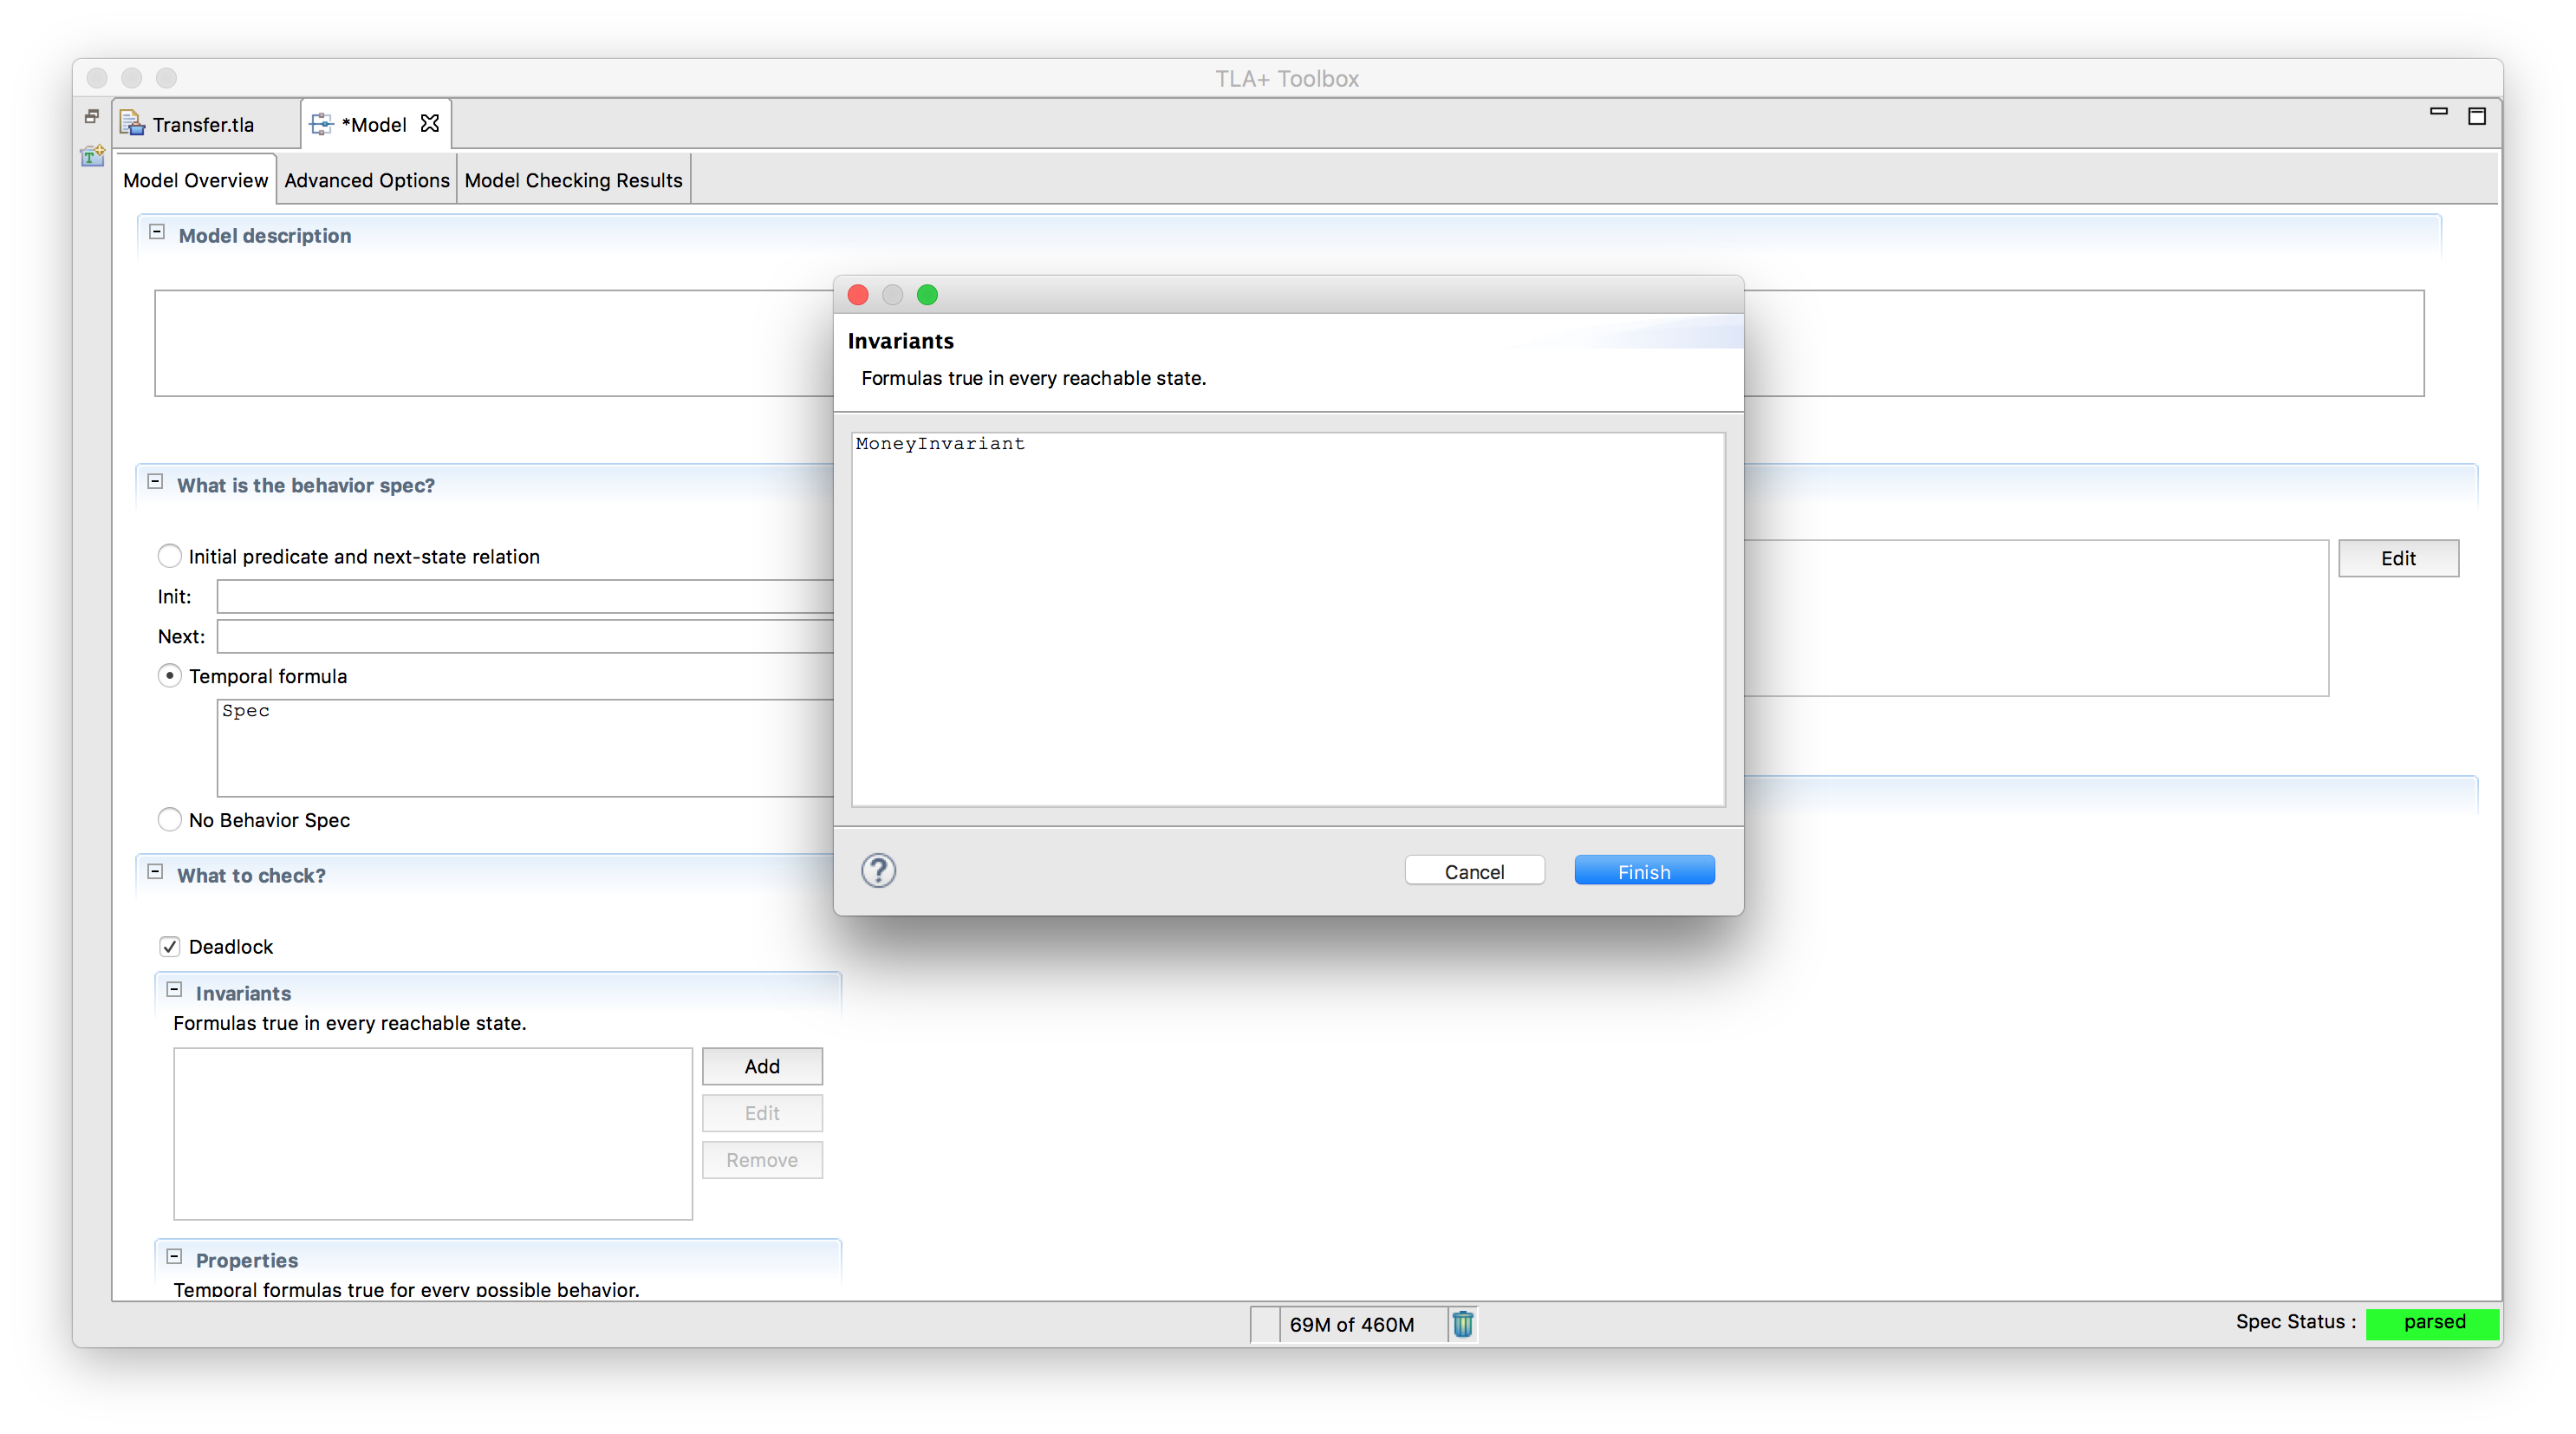 TLA+ Toolbox
Transfer.tla
*Model
Model Overview
Advanced Options
Model Checking Results
Model description
Invariants
Formulas true in every reachable state.
MoneyInvariant
Cancel
Finish
What is the behavior spec?
Initial predicate and next-state relation
Init:
Next:
Temporal formula
Spec
No Behavior Spec
Edit
What to check?
Deadlock
Invariants
Formulas true in every reachable state.
Add
Edit
Remove
Properties
Temporal formulas true for every possible behavior.
69M of 460M
Spec Status : parsed